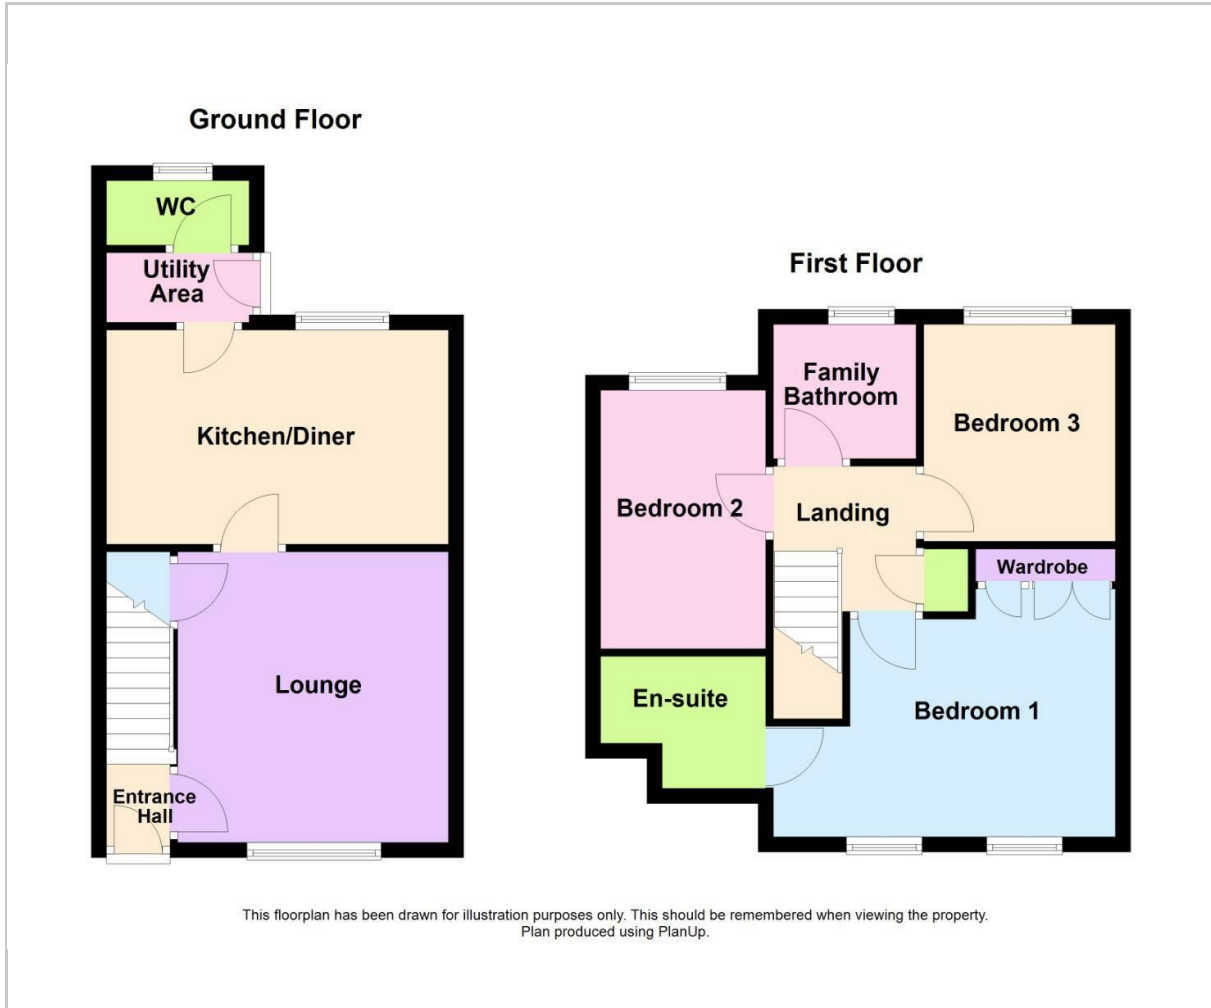 Ground Floor
WC
Utility
Area
Kitchen/Diner
Lounge
Entrance
Hall
First Floor
Family
Bathroom
Bedroom 3
Bedroom 2
Landing
Wardrobe
En-suite
Bedroom 1
This floorplan has been drawn for illustration purposes only. This should be remembered when viewing the property.
Plan produced using PlanUp.